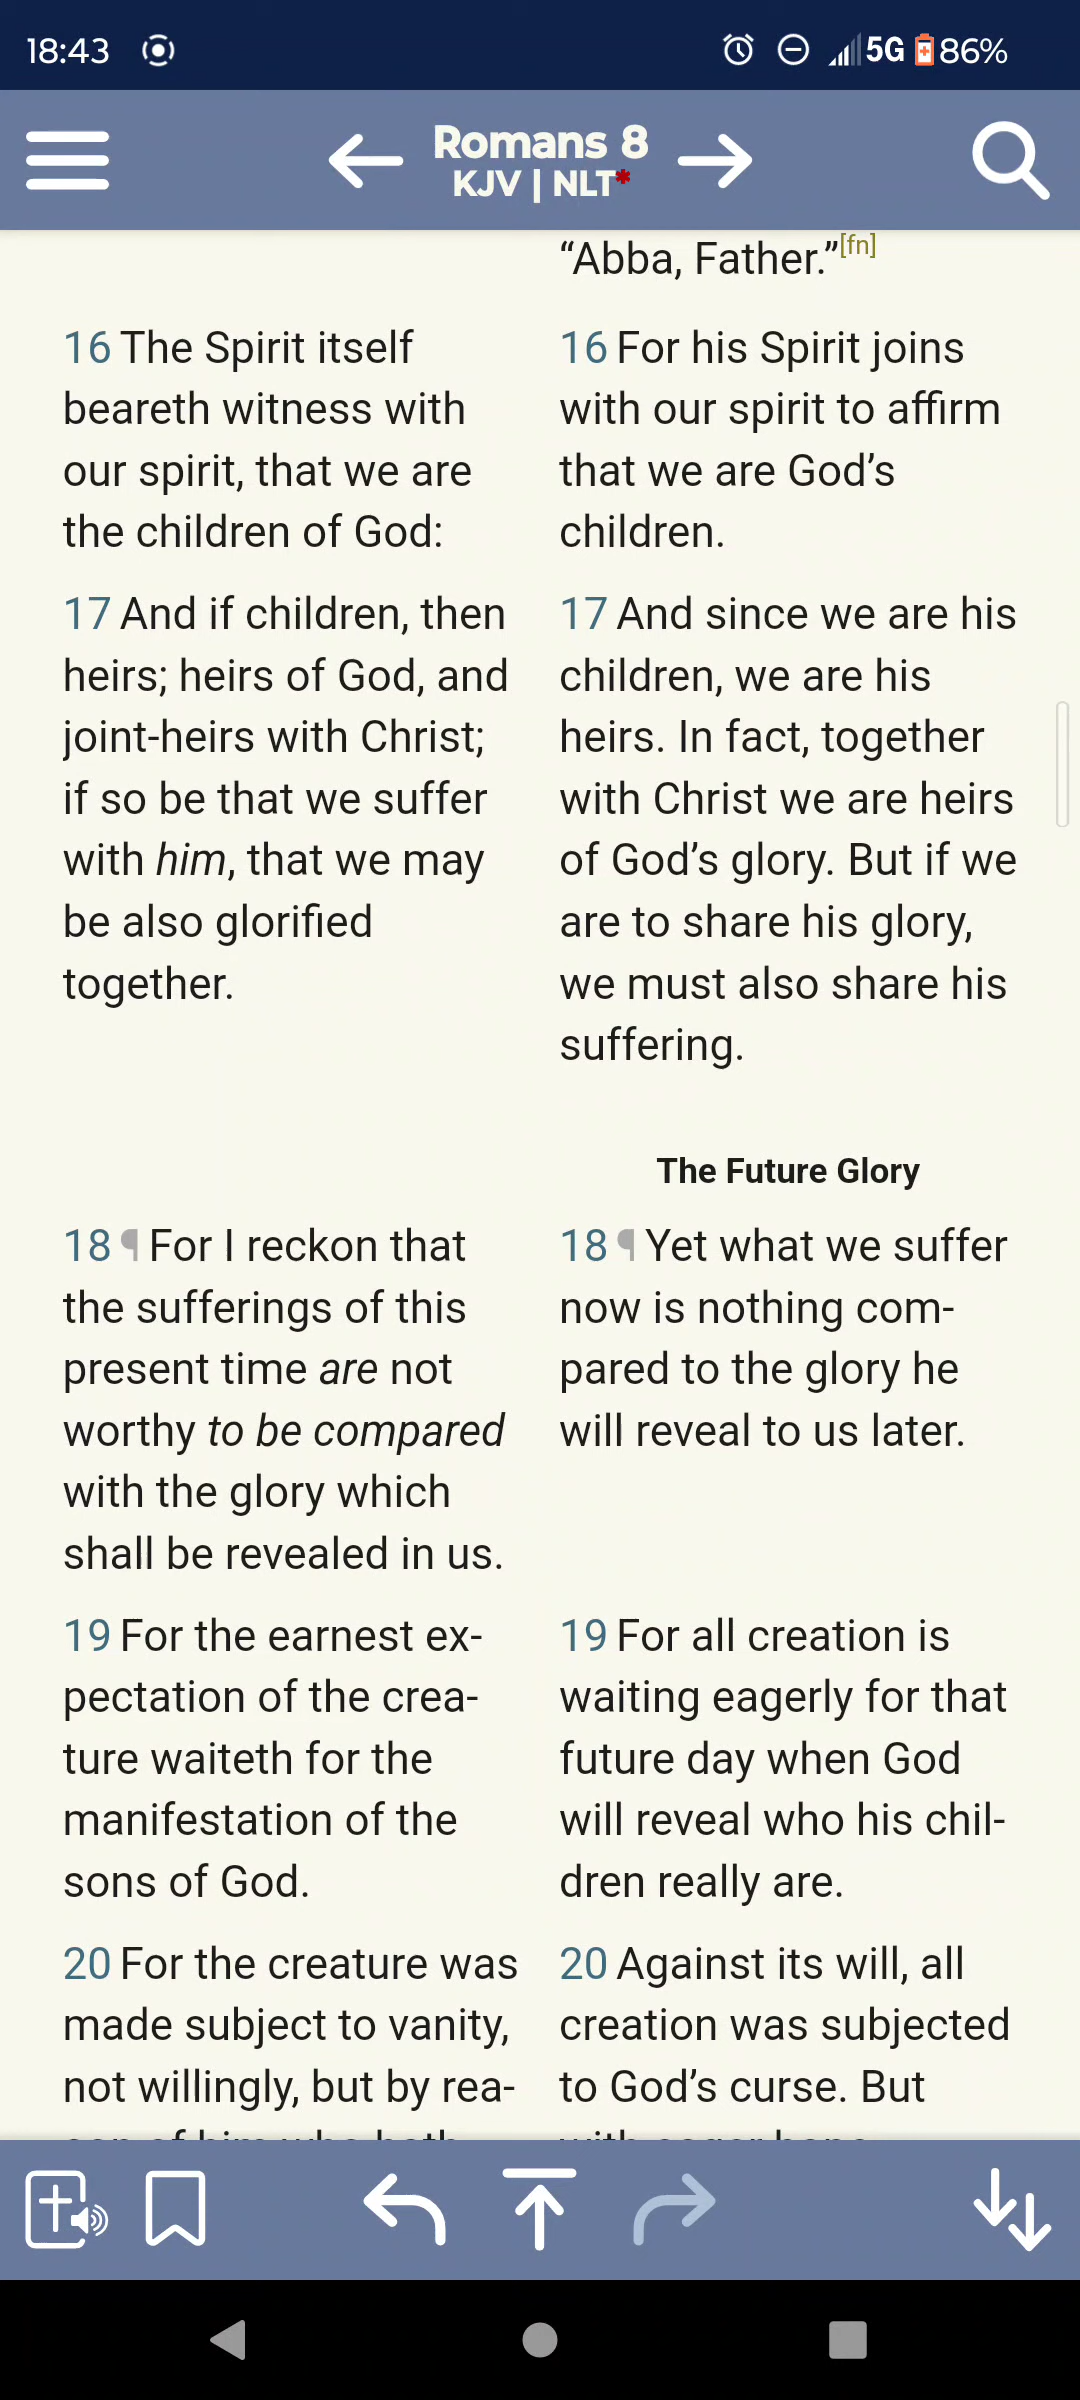 18:43
5G
86%
Romans 8
KJV | NLT*
“Abba, Father.”[fn]
16 The Spirit itself
beareth witness with
our spirit, that we are
the children of God:
16 For his Spirit joins
with our spirit to affirm
that we are God’s
children.
17 And if children, then
heirs; heirs of God, and
joint-heirs with Christ;
if so be that we suffer
with him, that we may
be also glorified
together.
17 And since we are his
children, we are his
heirs. In fact, together
with Christ we are heirs
of God’s glory. But if we
are to share his glory,
we must also share his
suffering.
The Future Glory
18 ¶ For I reckon that
the sufferings of this
present time are not
worthy to be compared
with the glory which
shall be revealed in us.
18 ¶ Yet what we suffer
now is nothing com-
pared to the glory he
will reveal to us later.
19 For the earnest ex-
pectation of the crea-
ture waiteth for the
manifestation of the
sons of God.
19 For all creation is
waiting eagerly for that
future day when God
will reveal who his chil-
dren really are.
20 For the creature was
made subject to vanity,
not willingly, but by rea-
son of him who hath
20 Against its will, all
creation was subjected
to God’s curse. But
with eager hope,